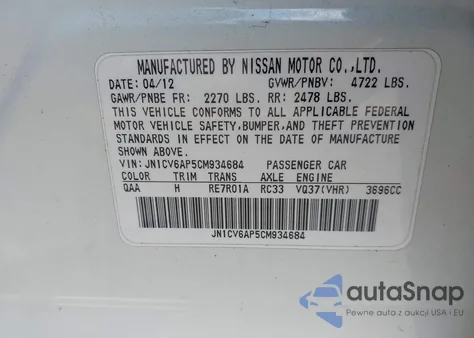 MANUFACTURED BY NISSAN MOTOR CO.,LTD.
DATE: 04/12 GVWR/PNBV: 4722 LBS.
GAWR/PNBE FR: 2270 LBS. RR: 2478 LBS.
THIS VEHICLE CONFORMS TO ALL APPLICABLE FEDERAL
MOTOR VEHICLE SAFETY,BUMPER,AND THEFT PREVENTION
STANDARDS IN EFFECT ON THE DATE OF MANUFACTURE
SHOWN ABOVE.
VIN: JN1CV6AP5CM934684 PASSENGER CAR
COLOR TRIM TRANS AXLE ENGINE
QAA H RE7R01A RC33 VQ37(VHR) 3696CC
JN1CV6AP5CM934684
autaSnap
Pewne auta z aukcji USA i EU